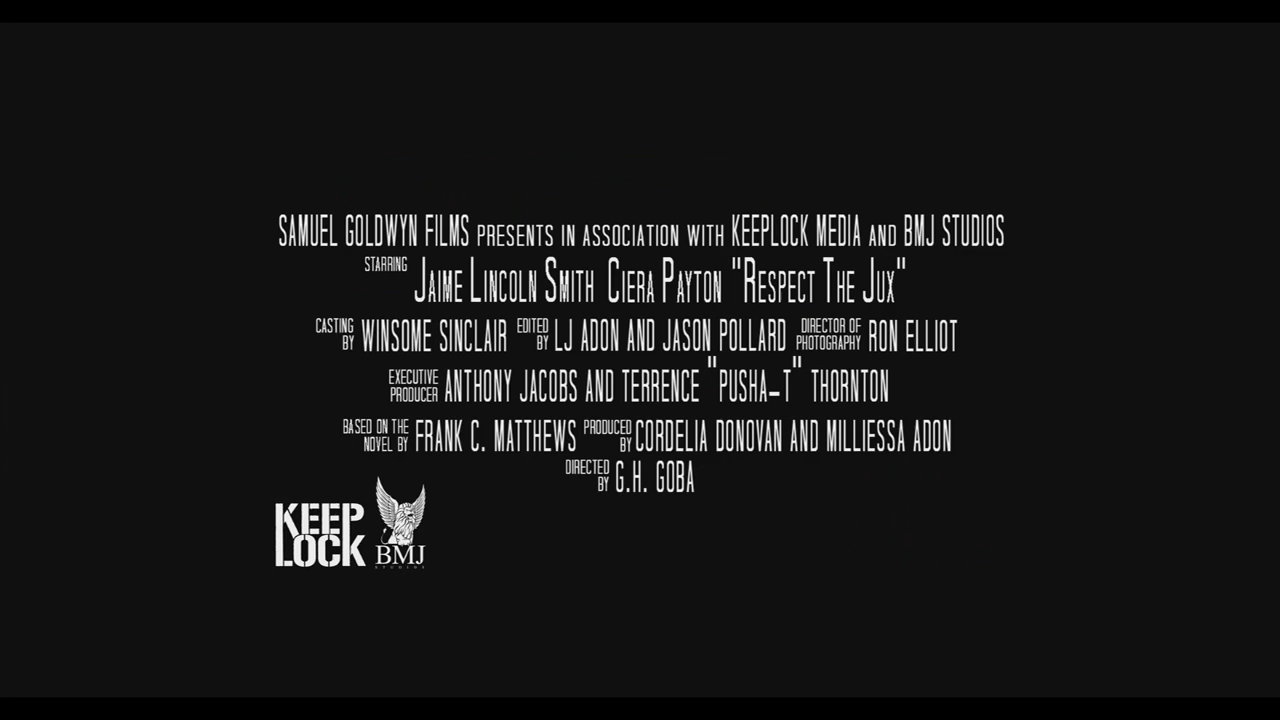 SAMUEL GOLDWYN FILMS PRESENTS IN ASSOCIATION WITH KEEPLOCK MEDIA AND BMJ STUDIOS
STARRING JAIME LINCOLN SMITH CIERA PAYTON "RESPECT THE JUX"
CASTING BY WINSOME SINCLAIR EDITED BY LJ ADON AND JASON POLLARD DIRECTOR OF PHOTOGRAPHY RON ELLIOT
EXECUTIVE PRODUCER ANTHONY JACOBS AND TERRENCE "PUSHA-T" THORNTON
BASED ON THE NOVEL BY FRANK C. MATTHEWS PRODUCED BY CORDELIA DONOVAN AND MILLIESSA ADON
DIRECTED BY G.H. GOBA
KEEP
LOCK
BMJ
STUDIOS